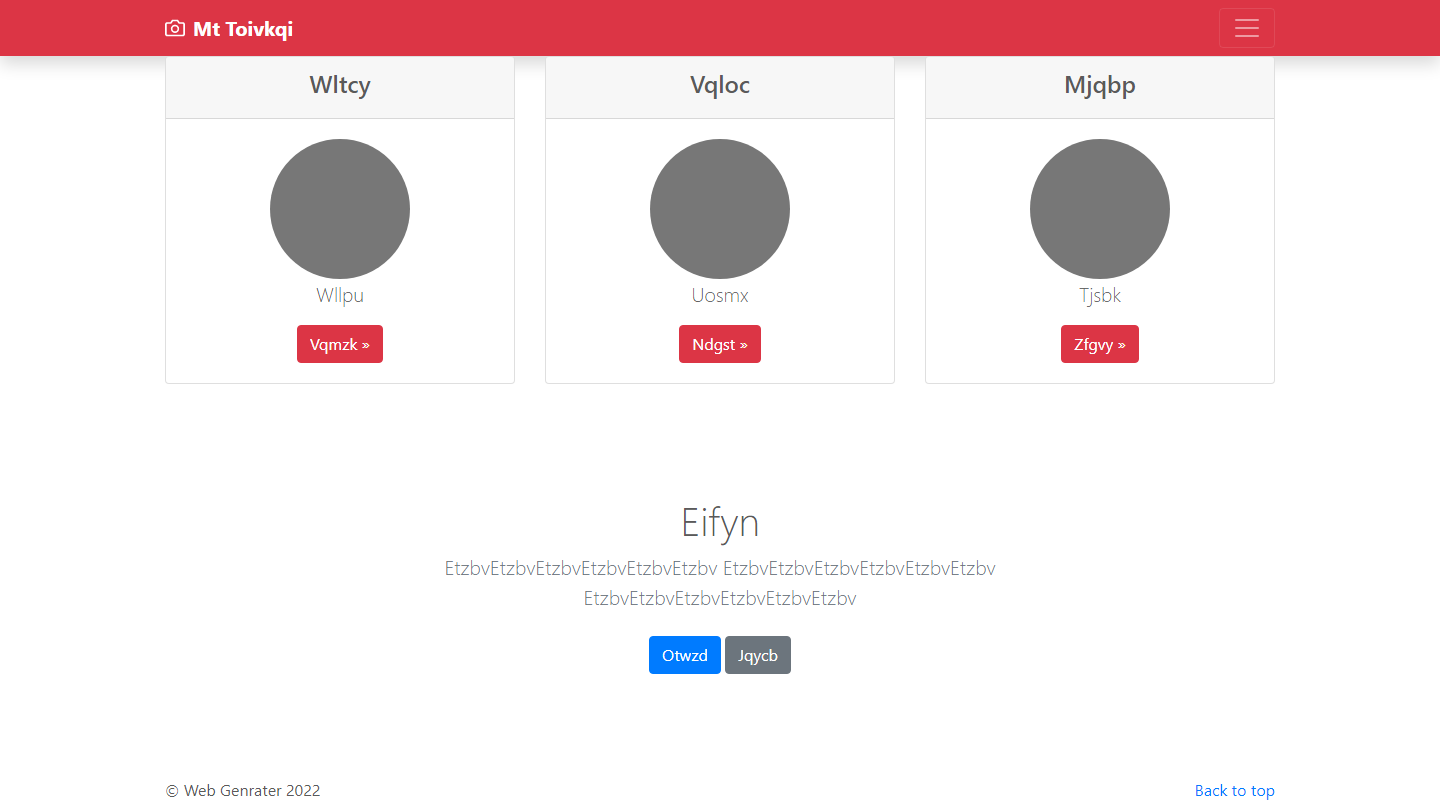 Mt Toivkqi
Wltcy
Vqloc
Mjqbp
Wllpu
Uosmx
Tjsbk
Vqmzk »
Ndgst »
Zfgvy »
Eifyn
EtzbvEtzbvEtzbvEtzbvEtzbvEtzbv EtzbvEtzbvEtzbvEtzbvEtzbvEtzbv
EtzbvEtzbvEtzbvEtzbvEtzbvEtzbv
Otwzd Jqycb
© Web Genrater 2022
Back to top